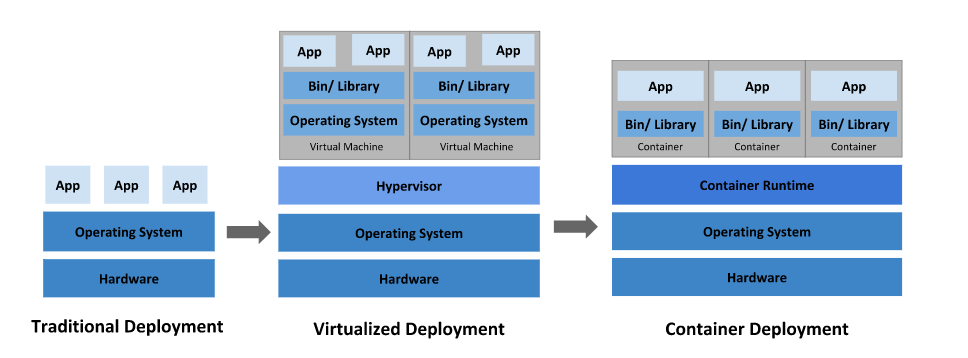 App
App
App
Operating System
Hardware
Traditional Deployment
App
App
Bin/ Library
Operating System
Virtual Machine
App
App
Bin/ Library
Operating System
Virtual Machine
Hypervisor
Operating System
Hardware
Virtualized Deployment
App
Bin/ Library
Container
App
Bin/ Library
Container
App
Bin/ Library
Container
Container Runtime
Operating System
Hardware
Container Deployment